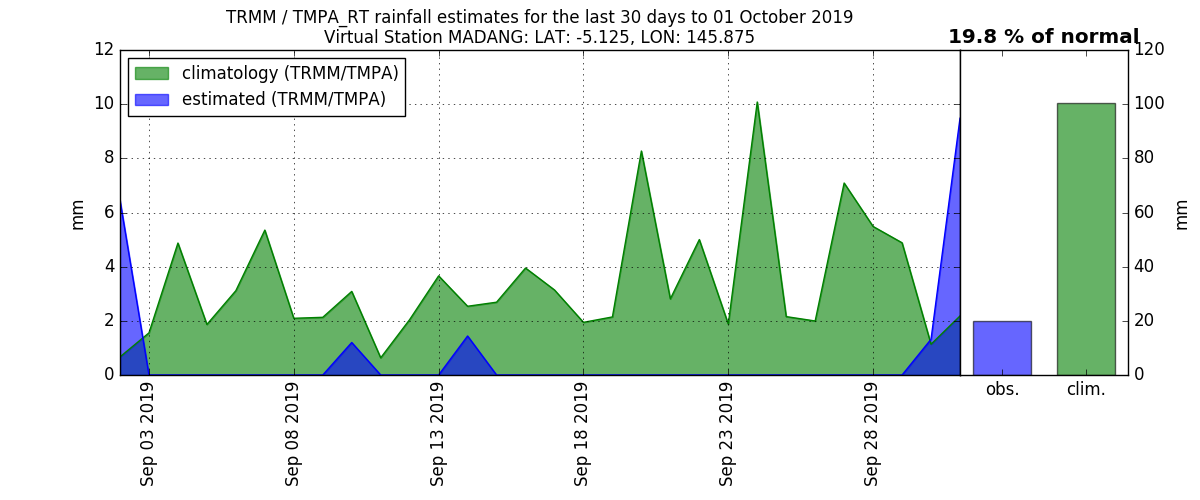 TRMM / TMPA_RT rainfall estimates for the last 30 days to 01 October 2019
Virtual Station MADANG: LAT: -5.125, LON: 145.875
19.8 % of normal
climatology (TRMM/TMPA)
estimated (TRMM/TMPA)
12
10
8
6
4
2
0
mm
Sep 03 2019
Sep 08 2019
Sep 13 2019
Sep 18 2019
Sep 23 2019
Sep 28 2019
obs.
clim.
120
100
80
60
40
20
0
mm